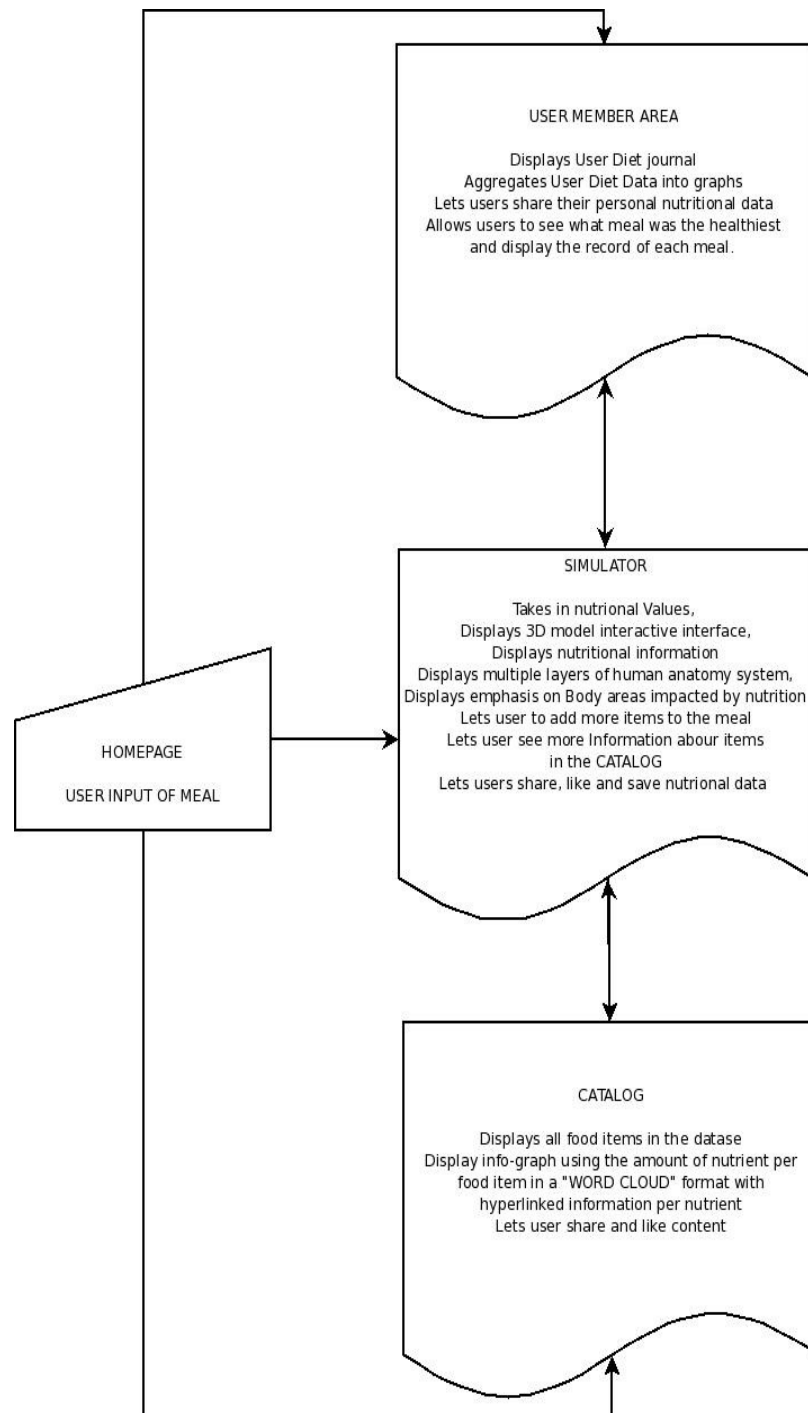 USER MEMBER AREA
Displays User Diet journal
Aggregates User Diet Data into graphs
Lets users share their personal nutritional data
Allows users to see what meal was the healthiest
and display the record of each meal.
SIMULATOR
Takes in nutrional Values,
Displays 3D model interactive interface,
Displays nutritional information
Displays multiple layers of human anatomy system,
Displays emphasis on Body areas impacted by nutrition
Lets user to add more items to the meal
Lets user see more Information abour items
in the CATALOG
Lets users share, like and save nutrional data
HOMEPAGE
USER INPUT OF MEAL
CATALOG
Displays all food items in the datase
Display info-graph using the amount of nutrient per
food item in a "WORD CLOUD" format with
hyperlinked information per nutrient
Lets user share and like content